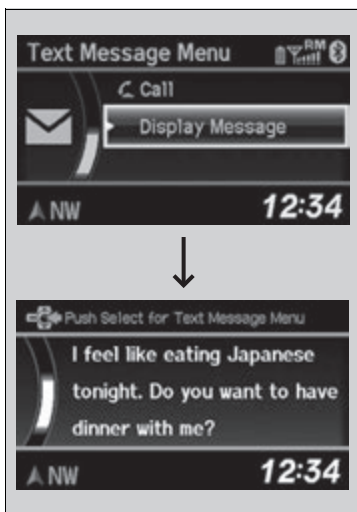 Text Message Menu RM
Call
Display Message
NW 12:34
Push Select for Text Message Menu
I feel like eating Japanese
tonight. Do you want to have
dinner with me?
NW 12:34